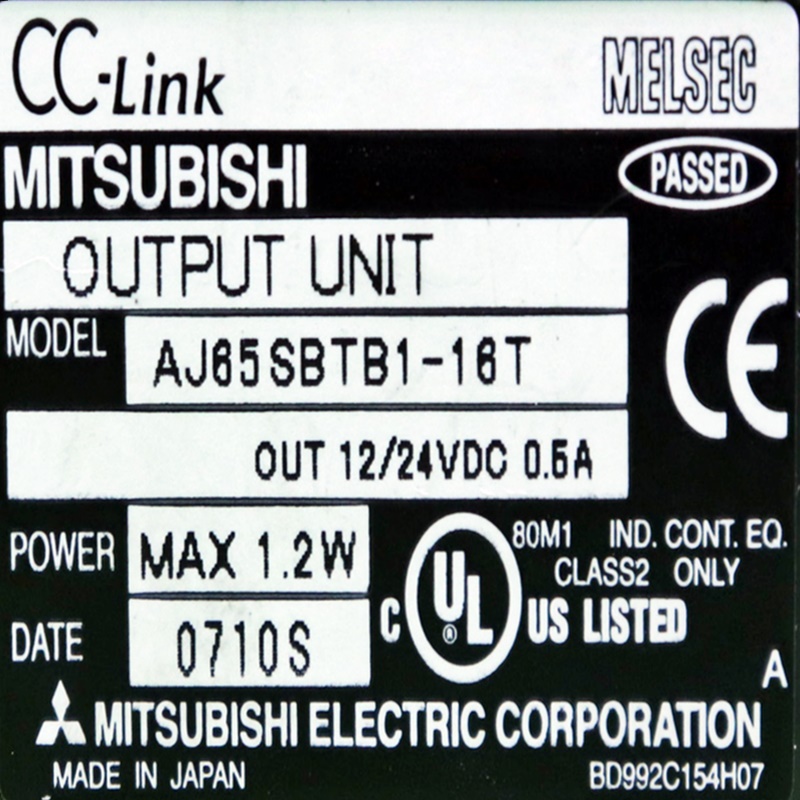 CC-Link MELSEC
MITSUBISHI PASSED
OUTPUT UNIT
MODEL AJ65SBTB1-16T
CE
OUT 12/24VDC 0.5A
POWER MAX 1.2W
80M1 IND. CONT. EQ.
CLASS2 ONLY
C UL® US LISTED
DATE 0710S
A
MITSUBISHI ELECTRIC CORPORATION
MADE IN JAPAN BD992C154H07